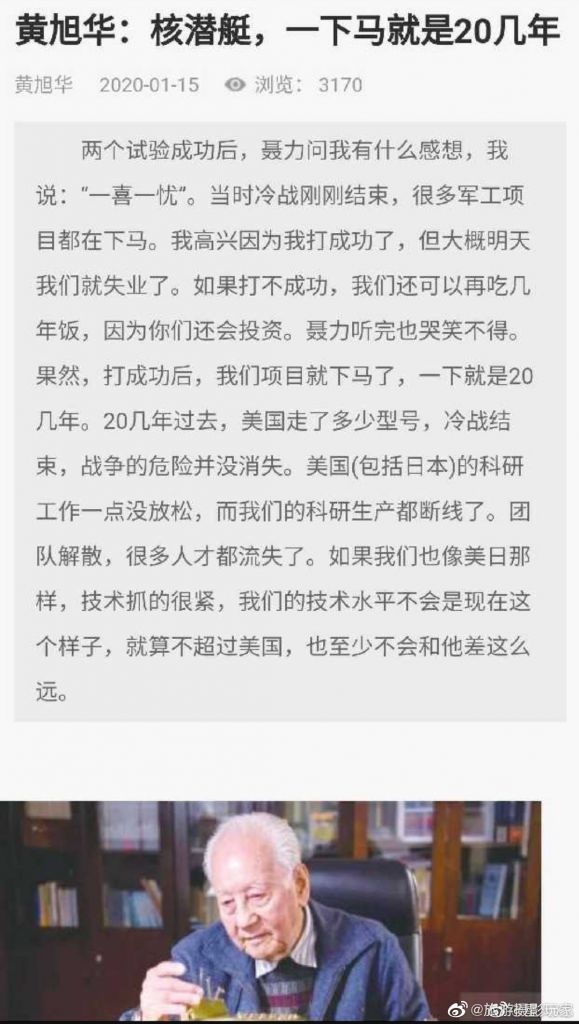 黄旭华：核潜艇，一下马就是20几年
黄旭华 2020-01-15 浏览： 3170
两个试验成功后，聂力问我有什么感想，我
说：“一喜一忧”。当时冷战刚刚结束，很多军工项
目都在下马。我高兴因为我打成功了，但大概明天
我们就失业了。如果打不成功，我们还可以再吃几
年饭，因为你们还会投资。聂力听完也哭笑不得。
果然，打成功后，我们项目就下马了，一下就是20
几年。20几年过去，美国走了多少型号，冷战结
束，战争的危险并没消失。美国(包括日本)的科研
工作一点没放松，而我们的科研生产都断线了。团
队解散，很多人才都流失了。如果我们也像美日那
样，技术抓的很紧，我们的技术水平不会是现在这
个样子，就算不超过美国，也至少不会和他差这么
远。